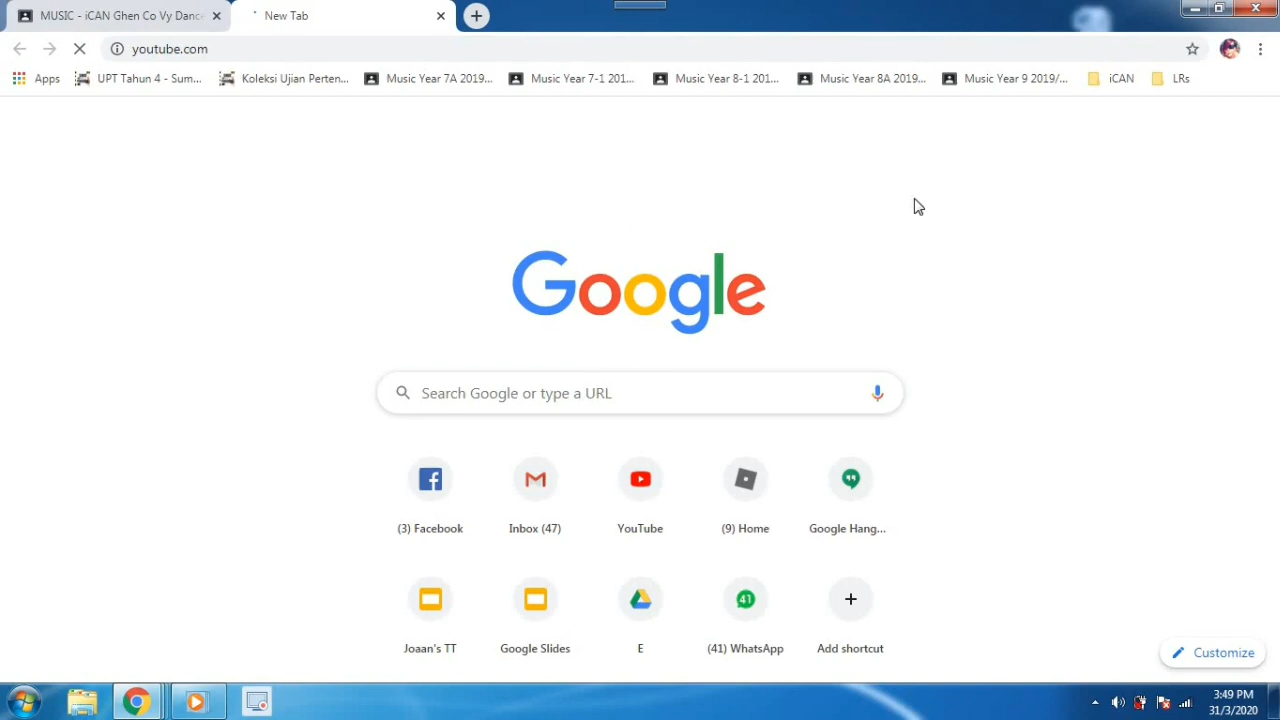 MUSIC - iCAN Ghen Co Vy Dance
New Tab
youtube.com
Apps
UPT Tahun 4 - Sum...
Koleksi Ujian Perten...
Music Year 7A 2019...
Music Year 7-1 201...
Music Year 8-1 201...
Music Year 8A 2019...
Music Year 9 2019/...
iCAN
LRs
Google
Search Google or type a URL
(3) Facebook
Inbox (47)
YouTube
(9) Home
Google Hang...
41
Joaan's TT
Google Slides
E
(41) WhatsApp
Add shortcut
Customize
3:49 PM
31/3/2020